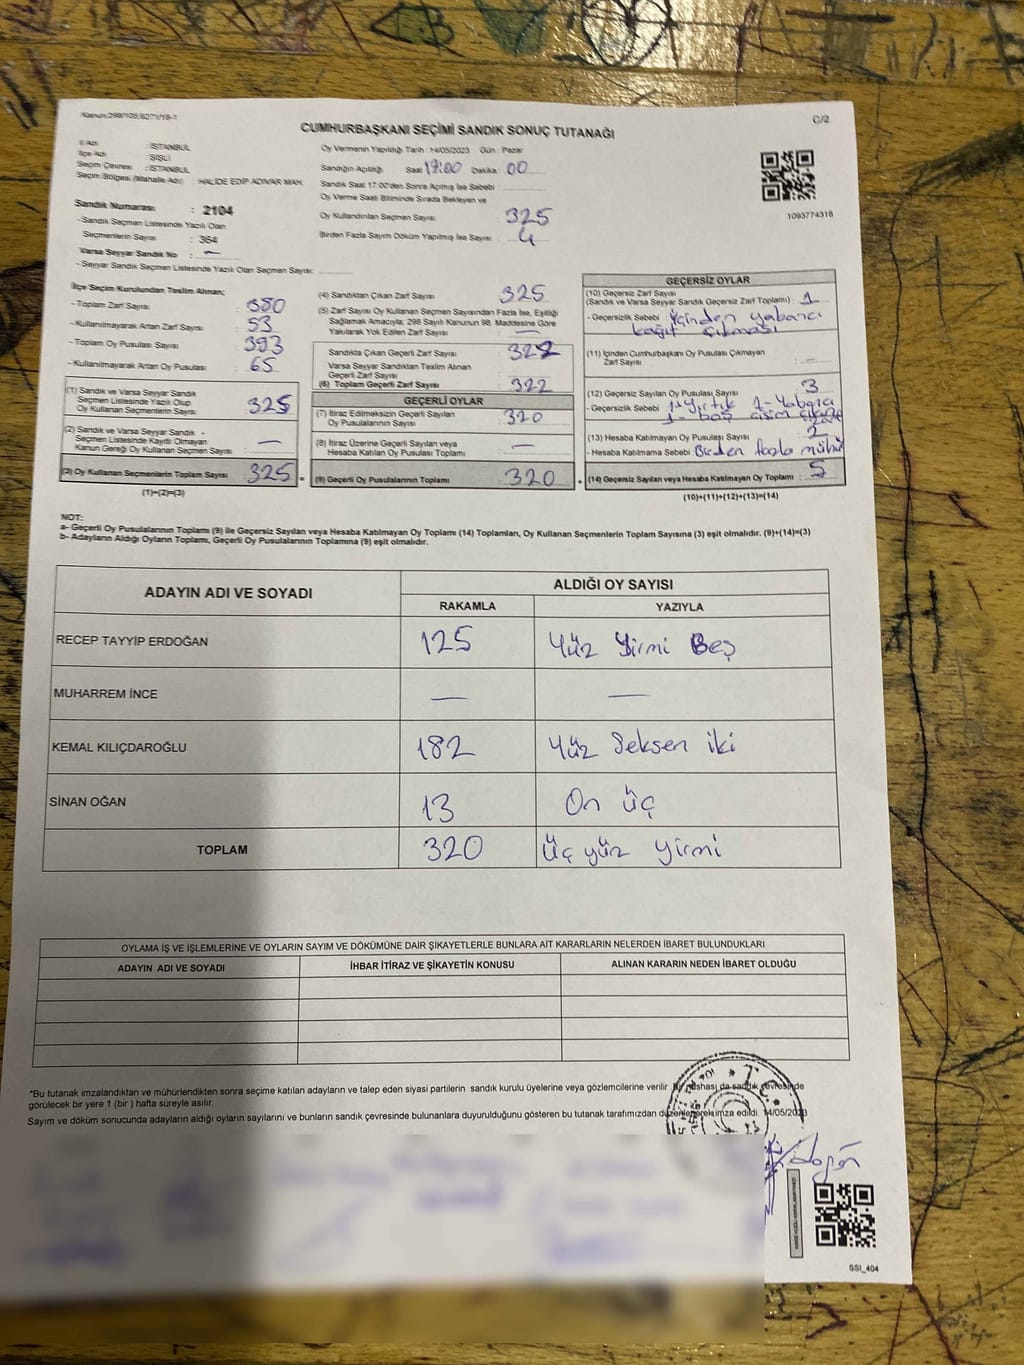 Kanun:298/105;6271/18-1
C/2
CUMHURBAŞKANI SEÇİMİ SANDIK SONUÇ TUTANAĞI
İl Adı : İSTANBUL
İlçe Adı : ŞİŞLİ
Seçim Çevresi : İSTANBUL
Seçim Bölgesi (Mahalle Adı) : HALİDE EDİP ADIVAR MAH.
Sandık Numarası : 2104
- Sandık Seçmen Listesinde Yazılı Olan
Seçmenlerin Sayısı : 364
Varsa Seyyar Sandık No : —
- Seyyar Sandık Seçmen Listesinde Yazılı Olan Seçmen Sayısı:
Oy Vermenin Yapıldığı Tarih :14/05/2023 Gün : Pazar
Sandığın Açıldığı Saat 17:00 Dakika : 00
Sandık Saat 17:00'den Sonra Açılmış İse Sebebi :
Oy Verme Saati Bitiminde Sırada Bekleyen ve
Oy Kullandırılan Seçmen Sayısı : 325
Birden Fazla Sayım Döküm Yapılmış İse Sayısı : 4
1093774318
İlçe Seçim Kurulundan Teslim Alınan;
- Toplam Zarf Sayısı : 380
- Kullanılmayarak Artan Zarf Sayısı : 53
- Toplam Oy Pusulası Sayısı : 393
- Kullanılmayarak Artan Oy Pusulası : 65
(1) Sandık ve Varsa Seyyar Sandık
Seçmen Listesinde Yazılı Olup
Oy Kullanan Seçmenlerin Sayısı : 325
(2) Sandık ve Varsa Seyyar Sandık -
Seçmen Listesinde Kayıtlı Olmayan
Kanun Gereği Oy Kullanan Seçmen Sayısı : —
(3) Oy Kullanan Seçmenlerin Toplam Sayısı : 325 =
(1)+(2)=(3)
(4) Sandıktan Çıkan Zarf Sayısı : 325
(5) Zarf Sayısı Oy Kullanan Seçmen Sayısından Fazla İse, Eşitliği
Sağlamak Amacıyla, 298 Sayılı Kanunun 98. Maddesine Göre
Yakılarak Yok Edilen Zarf Sayısı : —
Sandıkta Çıkan Geçerli Zarf Sayısı : 322
Varsa Seyyar Sandıktan Teslim Alınan
Geçerli Zarf Sayısı
(6) Toplam Geçerli Zarf Sayısı : 322
GEÇERLİ OYLAR
(7) İtiraz Edilmeksizin Geçerli Sayılan
Oy Pusulalarının Sayısı : 320
(8) İtiraz Üzerine Geçerli Sayılan veya
Hesaba Katılan Oy Pusulası Toplamı : —
(9) Geçerli Oy Pusulalarının Toplamı : 320 +
GEÇERSİZ OYLAR
(10) Geçersiz Zarf Sayısı
(Sandık ve Varsa Seyyar Sandık Geçersiz Zarf Toplamı) : 1
- Geçersizlik Sebebi : içinden yabancı
kağıt çıkması
(11) İçinden Cumhurbaşkanı Oy Pusulası Çıkmayan
Zarf Sayısı : —
(12) Geçersiz Sayılan Oy Pusulası Sayısı : 3
- Geçersizlik Sebebi : 1-Yırtık 1-Yabancı
1- boş cisim
(13) Hesaba Katılmayan Oy Pusulası Sayısı : 2
- Hesaba Katılmama Sebebi Birden fazla mühür
(14) Geçersiz Sayılan veya Hesaba Katılmayan Oy Toplamı : 5
(10)+(11)+(12)+(13)=(14)
NOT:
a- Geçerli Oy Pusulalarının Toplamı (9) ile Geçersiz Sayılan veya Hesaba Katılmayan Oy Toplamı (14) Toplamları, Oy Kullanan Seçmenlerin Toplam Sayısına (3) eşit olmalıdır. (9)+(14)=(3)
b- Adayların Aldığı Oyların Toplamı, Geçerli Oy Pusulalarının Toplamına (9) eşit olmalıdır.
ADAYIN ADI VE SOYADI ALDIĞI OY SAYISI
RAKAMLA YAZIYLA
RECEP TAYYİP ERDOĞAN 125 Yüz Yirmi Beş
MUHARREM İNCE — —
KEMAL KILIÇDAROĞLU 182 Yüz Seksen iki
SİNAN OĞAN 13 On üç
TOPLAM 320 Üç yüz yirmi
OYLAMA İŞ VE İŞLEMLERİNE VE OYLARIN SAYIM VE DÖKÜMÜNE DAİR ŞİKAYETLERLE BUNLARA AİT KARARLARIN NELERDEN İBARET BULUNDUKLARI
ADAYIN ADI VE SOYADI İHBAR İTİRAZ VE ŞİKAYETİN KONUSU ALINAN KARARIN NEDEN İBARET OLDUĞU
*Bu tutanak imzalandıktan ve mühürlendikten sonra seçime katılan adayların ve talep eden siyasi partilerin sandık kurulu üyelerine veya gözlemcilerine verilir. Bir nüshası da sandık çevresinde
görülecek bir yere 1 (bir ) hafta süreyle asılır.
Sayım ve döküm sonucunda adayların aldığı oyların sayılarını ve bunların sandık çevresinde bulunanlara duyurulduğunu gösteren bu tutanak tarafımızdan düzenlenerek imza edildi. 14/05/2023
T.C.
SSI_404